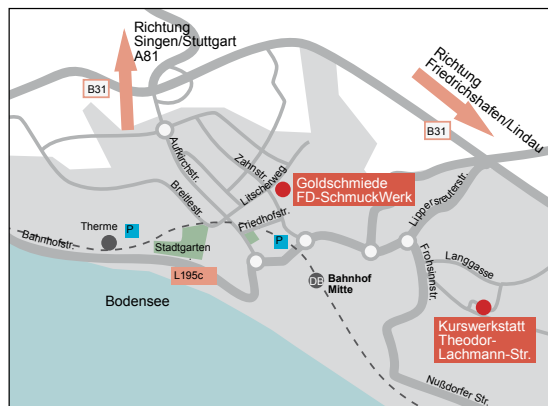 Richtung
Singen/Stuttgart
A81
B31
Richtung
Friedrichshafen/Lindau
B31
Aufkirchstr.
Zahnstr.
Litscherweg
Goldschmiede
FD-SchmuckWerk
Lippersreuterstr.
Breitlestr.
Friedhofstr.
Therme
P
Bahnhofstr.
Stadtgarten
P
Frohsinnstr.
Langgasse
L195c
DB
Bahnhof
Mitte
Bodensee
Kurswerkstatt
Theodor-
Lachmann-Str.
Nußdorfer Str.